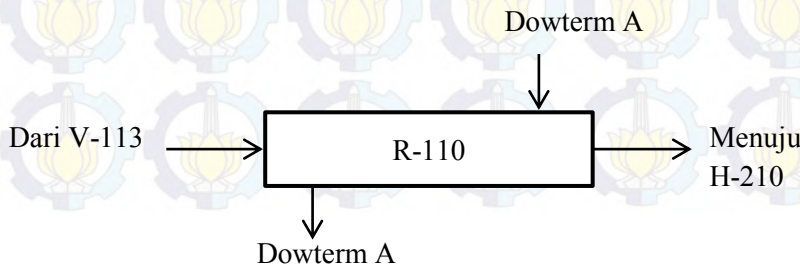 Dowterm A
Dari V-113
R-110
Menuju
H-210
Dowterm A